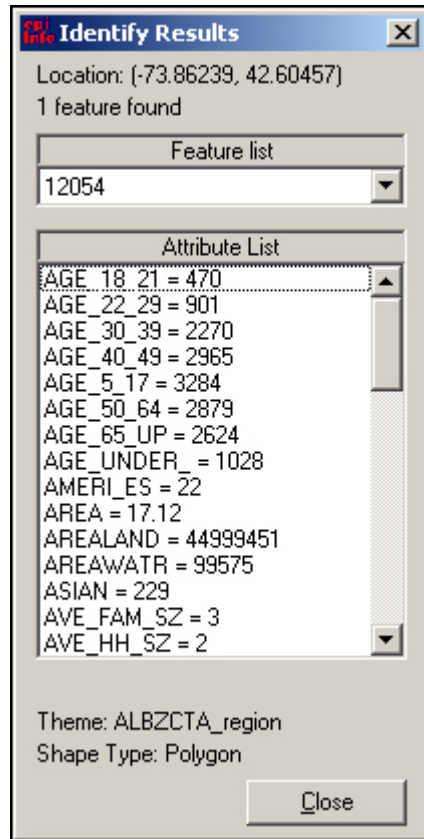 Epi Info Identify Results
Location: (-73.86239, 42.60457)
1 feature found
Feature list
12054
Attribute List
AGE_18_21 = 470
AGE_22_29 = 901
AGE_30_39 = 2270
AGE_40_49 = 2965
AGE_5_17 = 3284
AGE_50_64 = 2879
AGE_65_UP = 2624
AGE_UNDER_ = 1028
AMERI_ES = 22
AREA = 17.12
AREALAND = 44999451
AREAWATR = 99575
ASIAN = 229
AVE_FAM_SZ = 3
AVE_HH_SZ = 2
Theme: ALBZCTA_region
Shape Type: Polygon
Close